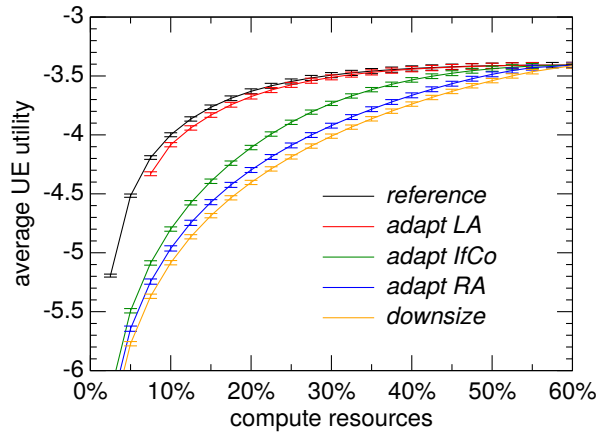 -3
-3.5
-4
-4.5
-5
-5.5
-6
average UE utility
reference
adapt LA
adapt IfCo
adapt RA
downsize
0% 10% 20% 30% 40% 50% 60%
compute resources